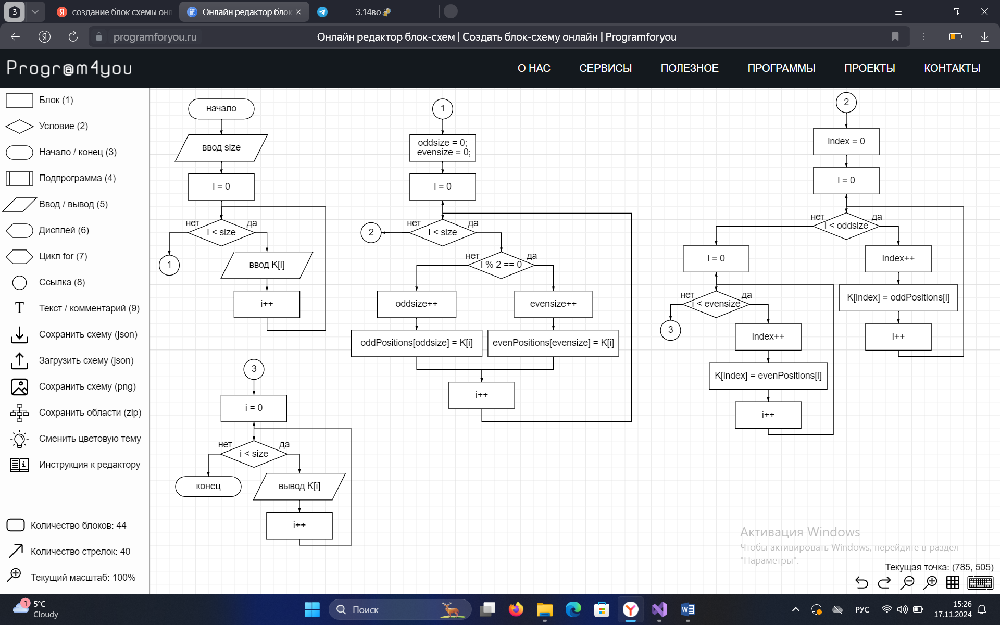 3
создание блок схемы онл
Онлайн редактор блок
3.14во
programforyou.ru
Онлайн редактор блок-схем | Создать блок-схему онлайн | Programforyou
Progr@m4you
О НАС
СЕРВИСЫ
ПОЛЕЗНОЕ
ПРОГРАММЫ
ПРОЕКТЫ
КОНТАКТЫ
Блок (1)
Условие (2)
Начало / конец (3)
Подпрограмма (4)
Ввод / вывод (5)
Дисплей (6)
Цикл for (7)
Ссылка (8)
Текст / комментарий (9)
Сохранить схему (json)
Загрузить схему (json)
Сохранить схему (png)
Сохранить области (zip)
Сменить цветовую тему
Инструкция к редактору
Количество блоков: 44
Количество стрелок: 40
Текущий масштаб: 100%
начало
ввод size
i = 0
нет
да
i < size
1
ввод K[i]
i++
3
i = 0
нет
да
i < size
конец
вывод K[i]
i++
1
oddsize = 0;
evensize = 0;
i = 0
нет
да
2
i < size
нет
да
i % 2 == 0
oddsize++
evensize++
oddPositions[oddsize] = K[i]
evenPositions[evensize] = K[i]
i++
2
index = 0
i = 0
нет
да
i < oddsize
i = 0
index++
нет
да
i < evensize
K[index] = oddPositions[i]
3
index++
i++
K[index] = evenPositions[i]
i++
Активация Windows
Чтобы активировать Windows, перейдите в раздел
"Параметры".
Текущая точка: (785, 505)
1
5°C
Cloudy
Поиск
РУС
15:26
17.11.2024